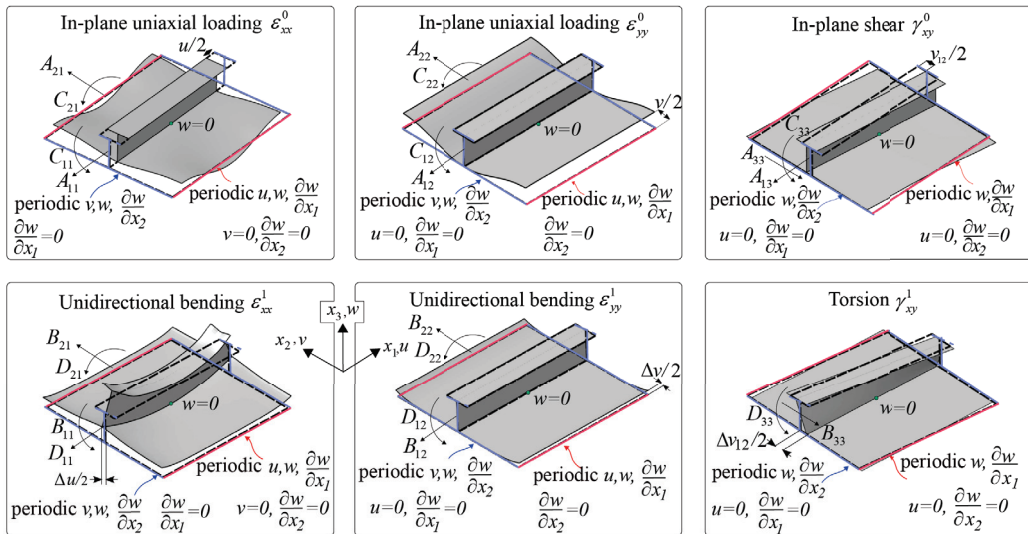 In-plane uniaxial loading ε⁰ₓₓ
u/2
A₂₁
C₂₁
w=0
C₁₁
A₁₁
periodic v,w, ∂w/∂x₂
periodic u,w, ∂w/∂x₁
∂w/∂x₁=0
v=0, ∂w/∂x₂=0
In-plane uniaxial loading ε⁰_yy
A₂₂
C₂₂
v/2
w=0
C₁₂
A₁₂
periodic v,w, ∂w/∂x₂
periodic u,w, ∂w/∂x₁
u=0, ∂w/∂x₁=0
∂w/∂x₂=0
In-plane shear γ⁰_xy
v₁₂/2
C₃₃
w=0
A₃₃
A₁₃
periodic w, ∂w/∂x₂
periodic w, ∂w/∂x₁
u=0, ∂w/∂x₁=0
u=0, ∂w/∂x₂=0
Unidirectional bending ε¹ₓₓ
B₂₁
D₂₁
w=0
B₁₁
D₁₁
Δu/2
periodic u,w, ∂w/∂x₁
periodic v,w, ∂w/∂x₂
∂w/∂x₁=0
v=0, ∂w/∂x₂=0
x₃,w
x₂,v
x₁,u
Unidirectional bending ε¹_yy
B₂₂
D₂₂
Δv/2
w=0
D₁₂
B₁₂
periodic v,w, ∂w/∂x₂
periodic u,w, ∂w/∂x₁
u=0, ∂w/∂x₁=0
∂w/∂x₂=0
Torsion γ¹_xy
w=0
D₃₃
B₃₃
Δv₁₂/2
periodic w, ∂w/∂x₂
periodic w, ∂w/∂x₁
u=0, ∂w/∂x₁=0
u=0, ∂w/∂x₂=0